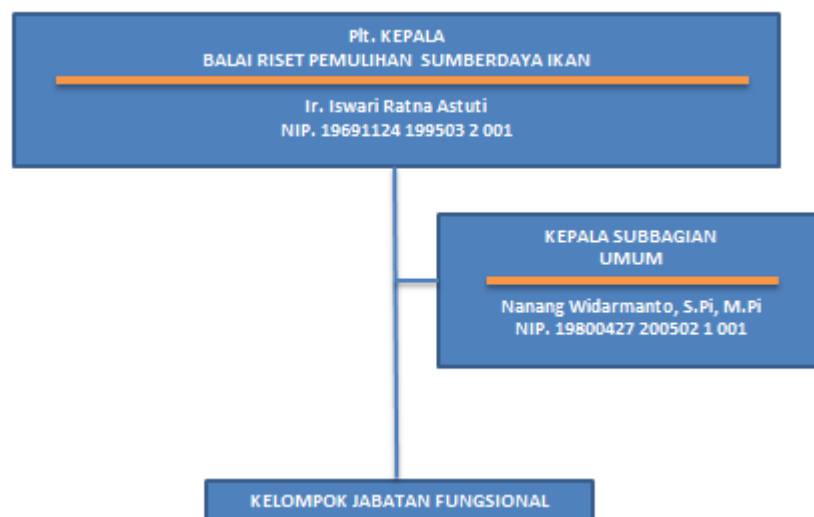 Plt. KEPALA
BALAI RISET PEMULIHAN SUMBERDAYA IKAN
Ir. Iswari Ratna Astuti
NIP. 19691124 199503 2 001
KEPALA SUBBAGIAN
UMUM
Nanang Widarmanto, S.Pi, M.Pi
NIP. 19800427 200502 1 001
KELOMPOK JABATAN FUNGSIONAL